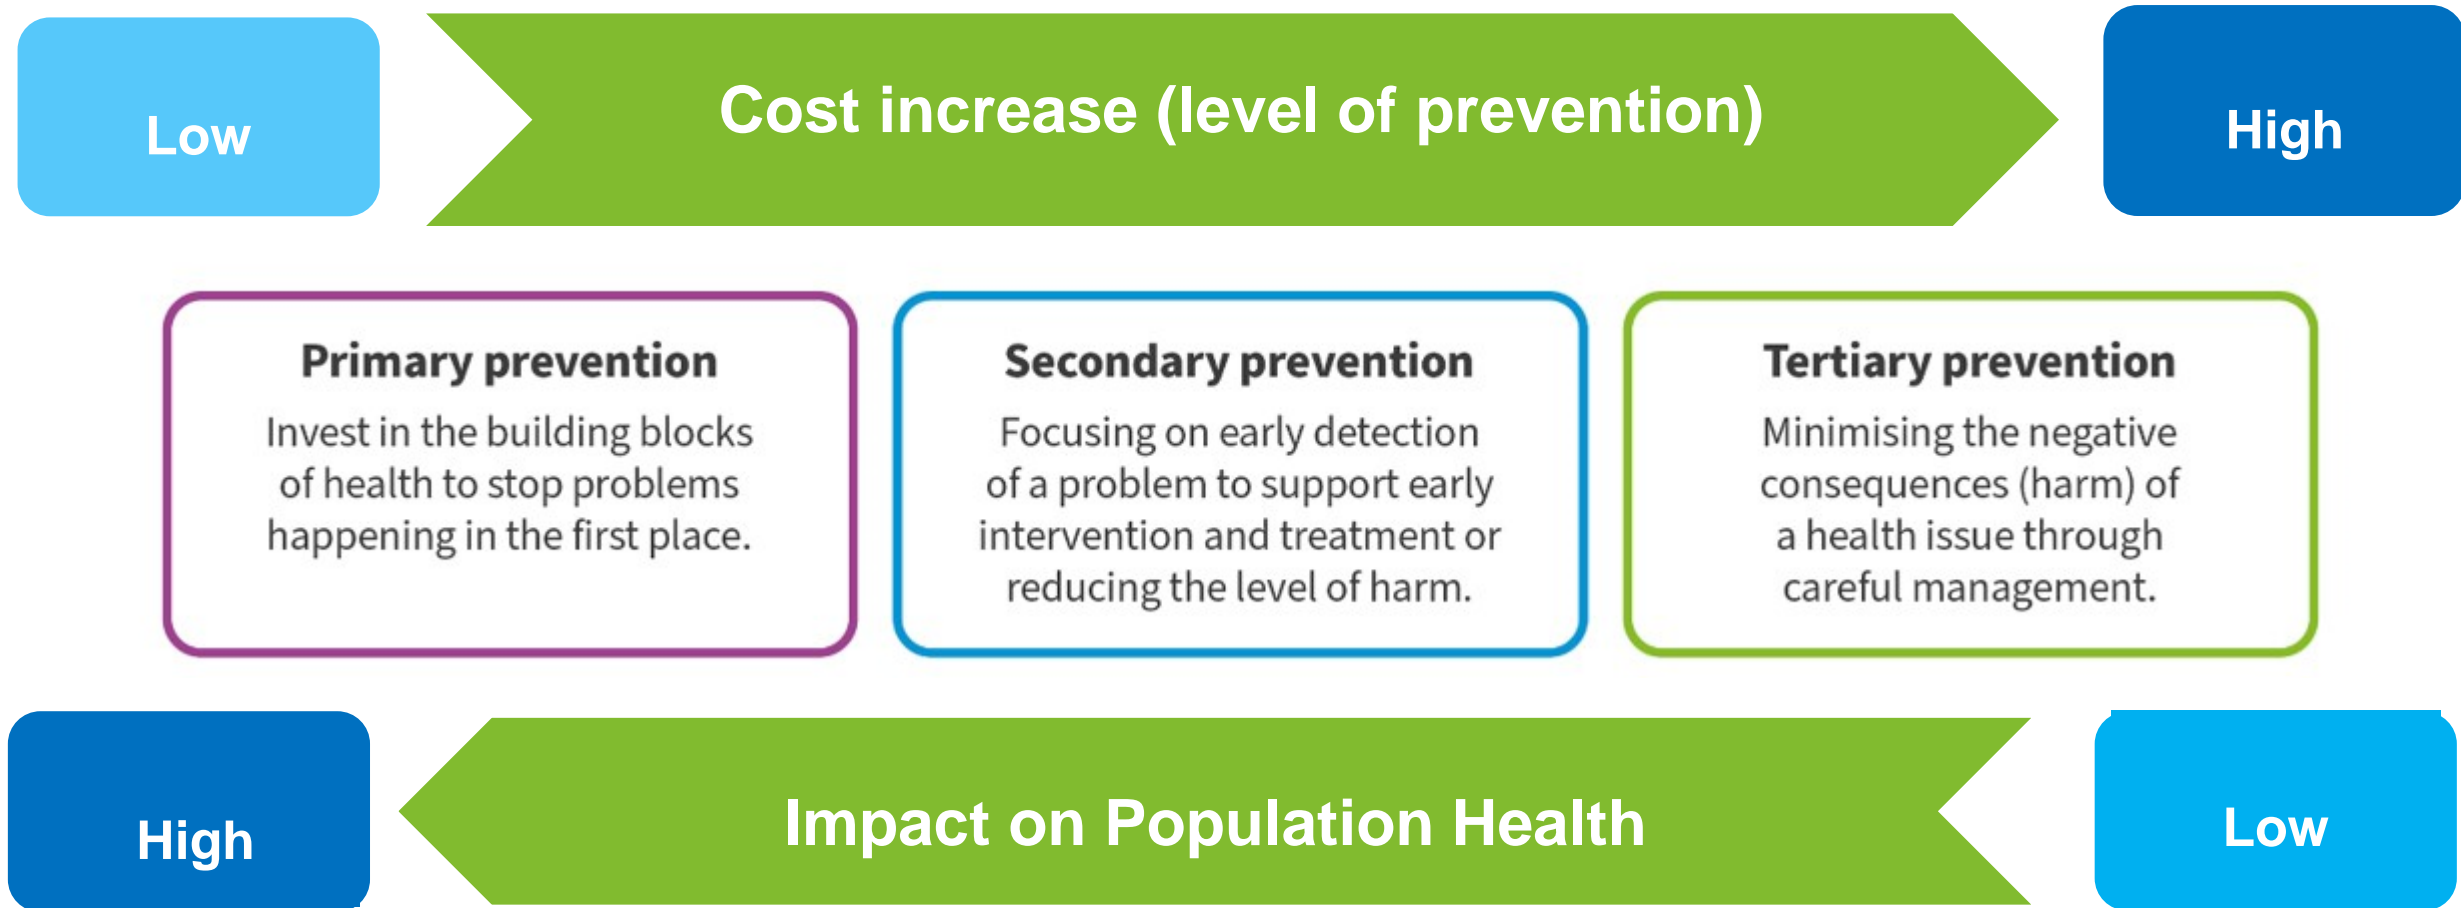 Low
Cost increase (level of prevention)
High
Primary prevention
Invest in the building blocks
of health to stop problems
happening in the first place.
Secondary prevention
Focusing on early detection
of a problem to support early
intervention and treatment or
reducing the level of harm.
Tertiary prevention
Minimising the negative
consequences (harm) of
a health issue through
careful management.
High
Impact on Population Health
Low